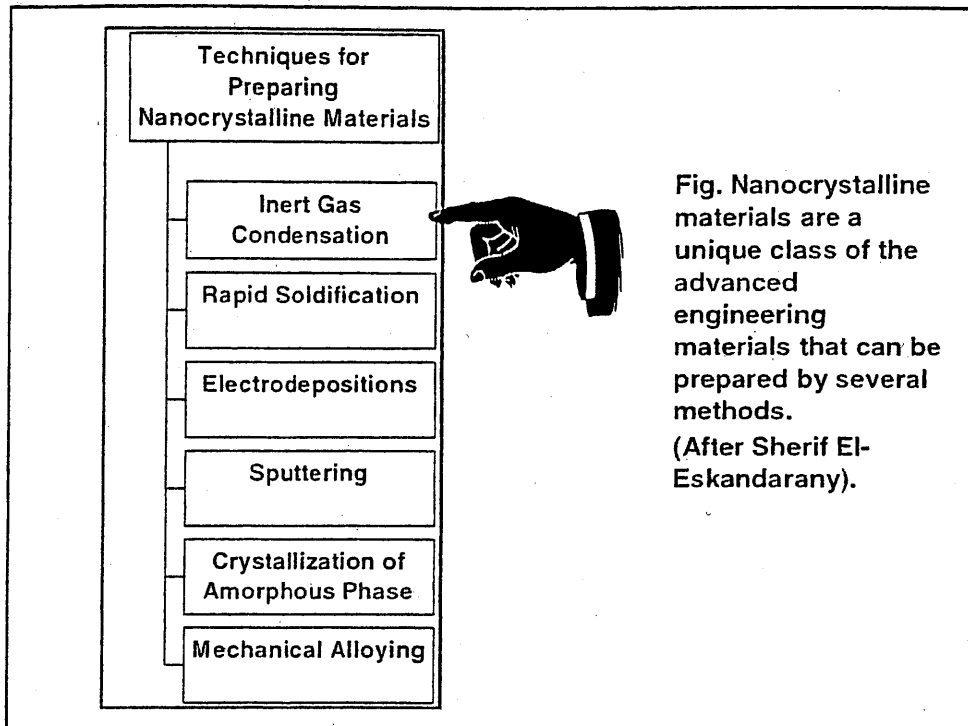 Techniques for
Preparing
Nanocrystalline Materials
Inert Gas
Condensation
Rapid Soldification
Electrodepositions
Sputtering
Crystallization of
Amorphous Phase
Mechanical Alloying
Fig. Nanocrystalline
materials are a
unique class of the
advanced
engineering
materials that can be
prepared by several
methods.
(After Sherif El-
Eskandarany).